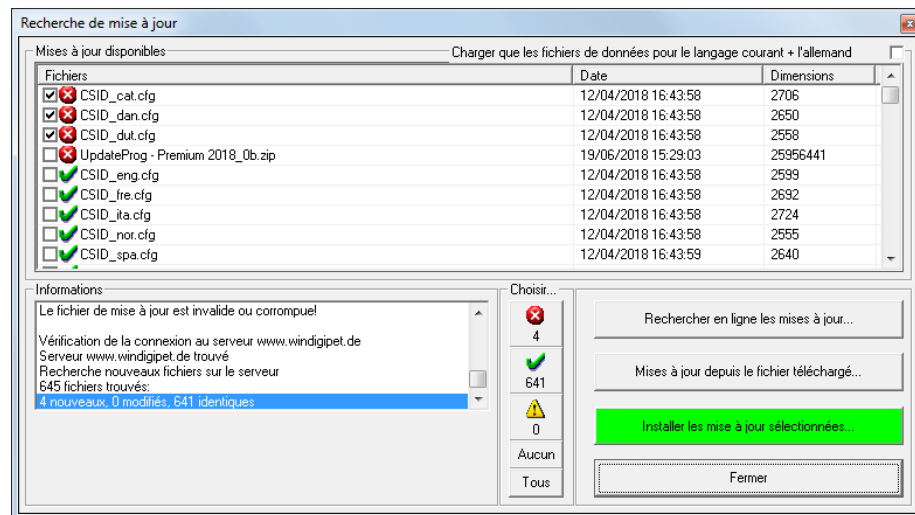 Recherche de mise à jour
Mises à jour disponibles
Charger que les fichiers de données pour le langage courant + l'allemand
Fichiers Date Dimensions
CSID_cat.cfg 12/04/2018 16:43:58 2706
CSID_dan.cfg 12/04/2018 16:43:58 2650
CSID_dut.cfg 12/04/2018 16:43:58 2558
UpdateProg - Premium 2018_0b.zip 19/06/2018 15:29:03 25956441
CSID_eng.cfg 12/04/2018 16:43:58 2599
CSID_fre.cfg 12/04/2018 16:43:58 2692
CSID_ita.cfg 12/04/2018 16:43:58 2724
CSID_nor.cfg 12/04/2018 16:43:58 2555
CSID_spa.cfg 12/04/2018 16:43:59 2640
Informations
Le fichier de mise à jour est invalide ou corrompue!
Vérification de la connexion au serveur www.windigipet.de
Serveur www.windigipet.de trouvé
Recherche nouveaux fichiers sur le serveur
645 fichiers trouvés:
4 nouveaux, 0 modifiés, 641 identiques
Choisir...
4
641
0
Aucun
Tous
Rechercher en ligne les mises à jour...
Mises à jour depuis le fichier téléchargé...
Installer les mise à jour sélectionnées...
Fermer